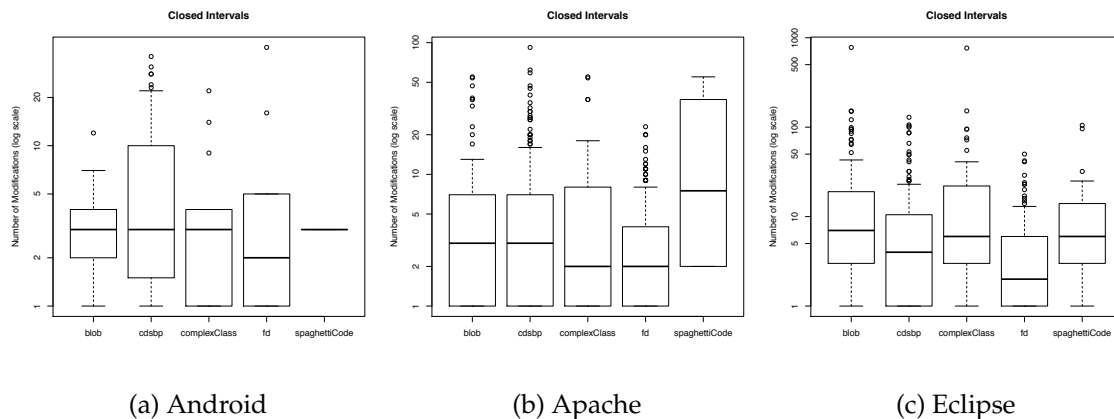 Closed Intervals
Number of Modifications (log scale)
20
10
5
2
1
blob
cdsbp
complexClass
fd
spaghettiCode
(a) Android
Closed Intervals
Number of Modifications (log scale)
100
50
20
10
5
2
1
blob
cdsbp
complexClass
fd
spaghettiCode
(b) Apache
Closed Intervals
Number of Modifications (log scale)
1000
500
100
50
10
5
1
blob
cdsbp
complexClass
fd
spaghettiCode
(c) Eclipse